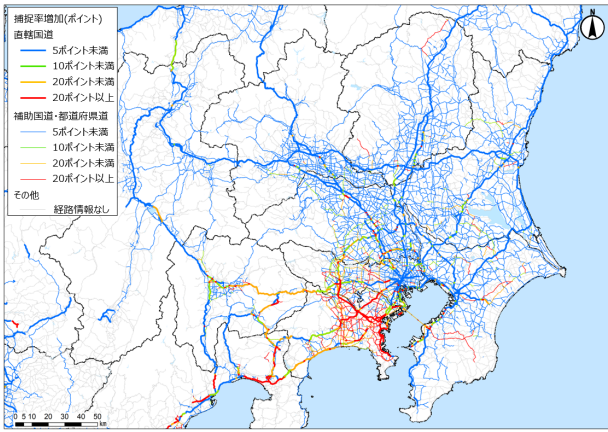 捕捉率増加(ポイント)
直轄国道
5ポイント未満
10ポイント未満
20ポイント未満
20ポイント以上
補助国道・都道府県道
5ポイント未満
10ポイント未満
20ポイント未満
20ポイント以上
その他
経路情報なし
N
0 5 10 20 30 40 50
km